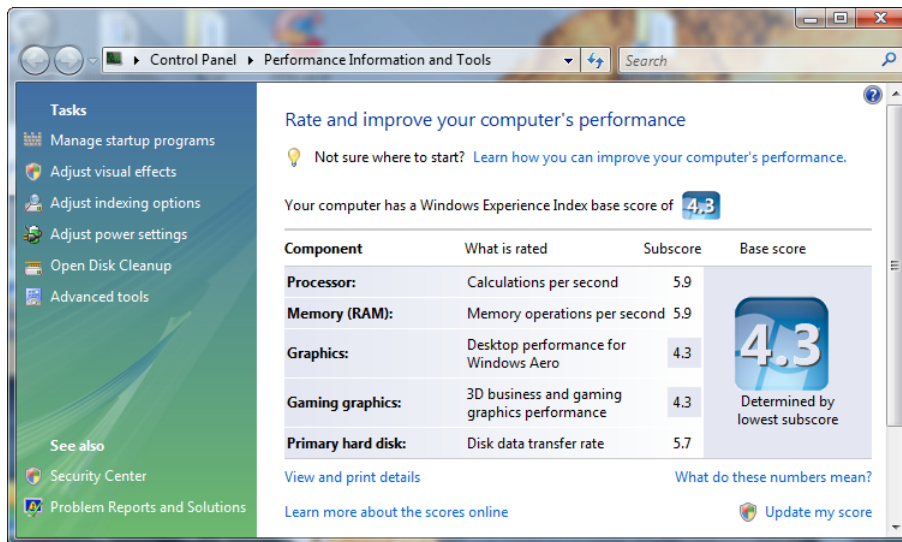 Control Panel ▸ Performance Information and Tools
Search
Tasks
Manage startup programs
Adjust visual effects
Adjust indexing options
Adjust power settings
Open Disk Cleanup
Advanced tools
See also
Security Center
Problem Reports and Solutions
Rate and improve your computer's performance
Not sure where to start? Learn how you can improve your computer's performance.
Your computer has a Windows Experience Index base score of 4.3
Component What is rated Subscore Base score
Processor: Calculations per second 5.9
Memory (RAM): Memory operations per second 5.9
Graphics: Desktop performance for
Windows Aero 4.3
Gaming graphics: 3D business and gaming
graphics performance 4.3
Primary hard disk: Disk data transfer rate 5.7
4.3
Determined by
lowest subscore
View and print details What do these numbers mean?
Learn more about the scores online Update my score